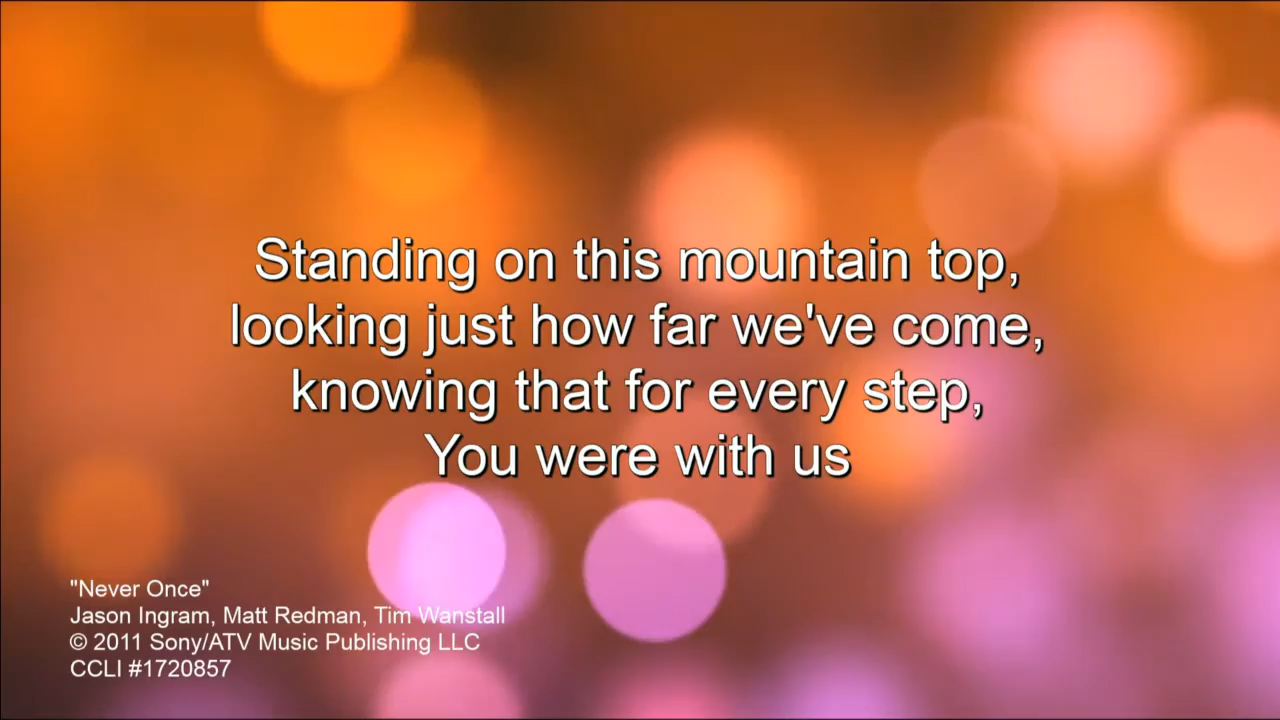 Standing on this mountain top,
looking just how far we've come,
knowing that for every step,
You were with us
"Never Once"
Jason Ingram, Matt Redman, Tim Wanstall
© 2011 Sony/ATV Music Publishing LLC
CCLI #1720857